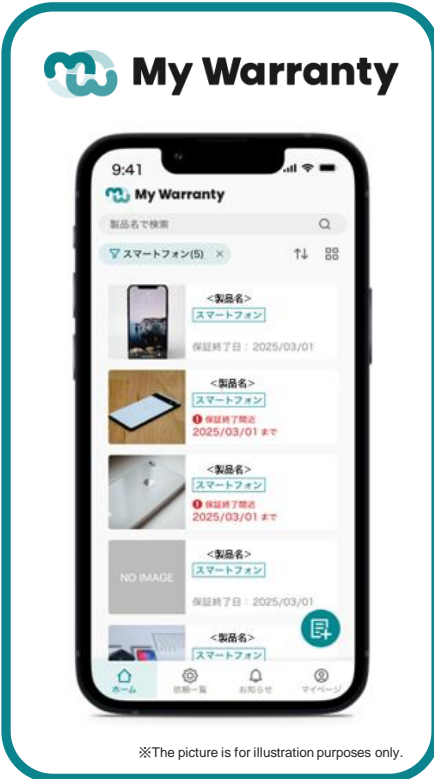 My Warranty
9:41
My Warranty
製品名で検索
スマートフォン(5) ×
<製品名>
スマートフォン
保証終了日：2025/03/01
<製品名>
スマートフォン
保証終了間近
2025/03/01 まで
<製品名>
スマートフォン
保証終了間近
2025/03/01 まで
NO IMAGE
<製品名>
スマートフォン
保証終了日：2025/03/01
<製品名>
スマートフォン
ホーム
依頼一覧
お知らせ
マイページ
※The picture is for illustration purposes only.